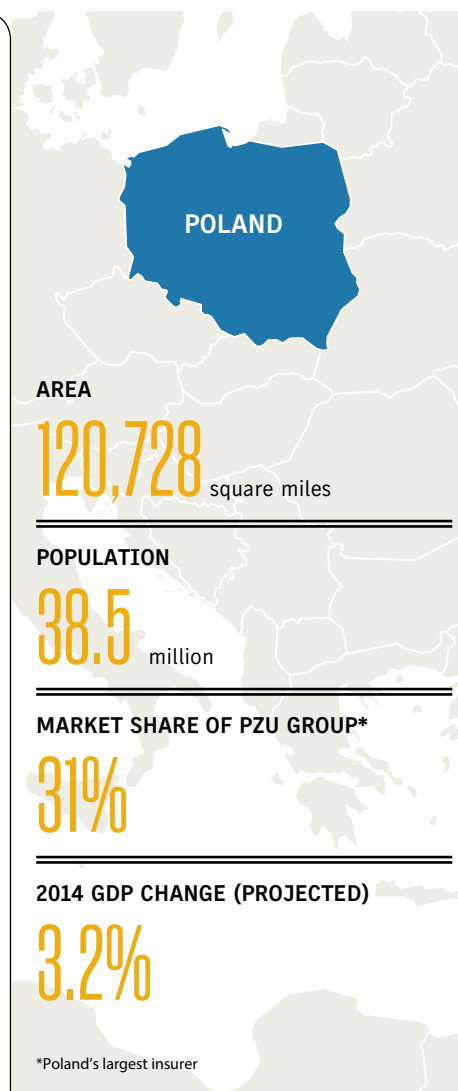 POLAND
AREA
120,728 square miles
POPULATION
38.5 million
MARKET SHARE OF PZU GROUP*
31%
2014 GDP CHANGE (PROJECTED)
3.2%
*Poland’s largest insurer